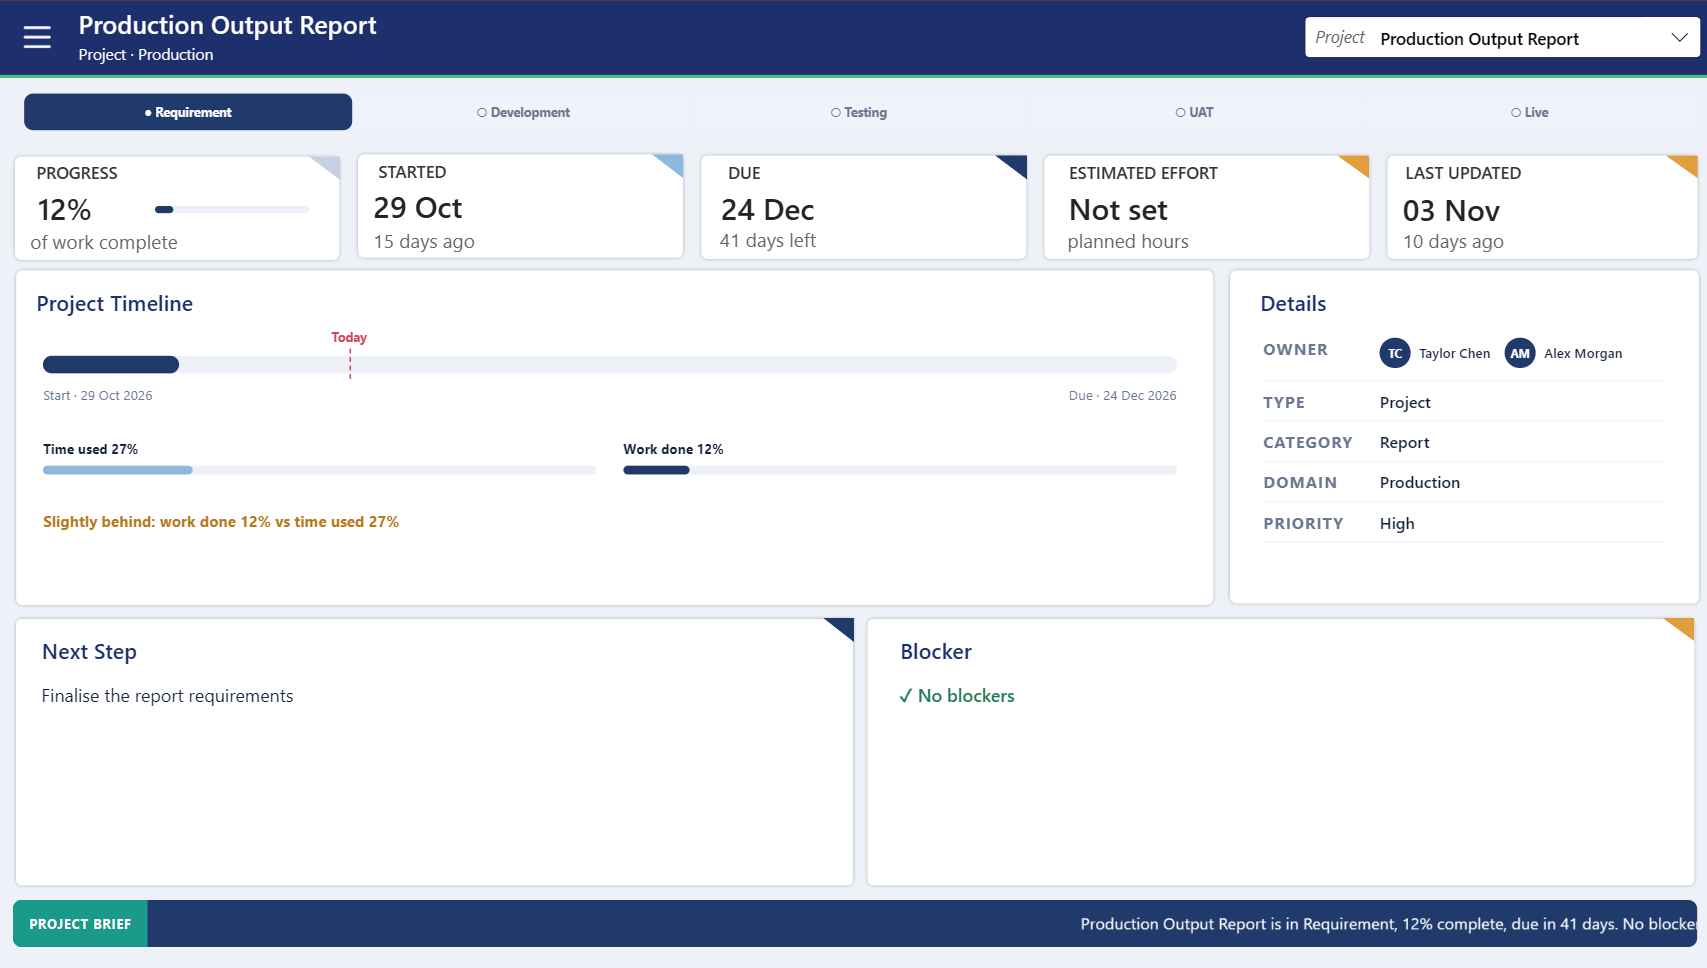 Production Output Report
Project · Production
Project Production Output Report
Requirement
Development
Testing
UAT
Live
PROGRESS
12%
of work complete
STARTED
29 Oct
15 days ago
DUE
24 Dec
41 days left
ESTIMATED EFFORT
Not set
planned hours
LAST UPDATED
03 Nov
10 days ago
Project Timeline
Today
Start · 29 Oct 2026
Due · 24 Dec 2026
Time used 27%
Work done 12%
Slightly behind: work done 12% vs time used 27%
Details
OWNER TC Taylor Chen AM Alex Morgan
TYPE Project
CATEGORY Report
DOMAIN Production
PRIORITY High
Next Step
Finalise the report requirements
Blocker
✓ No blockers
PROJECT BRIEF
Production Output Report is in Requirement, 12% complete, due in 41 days. No blocke